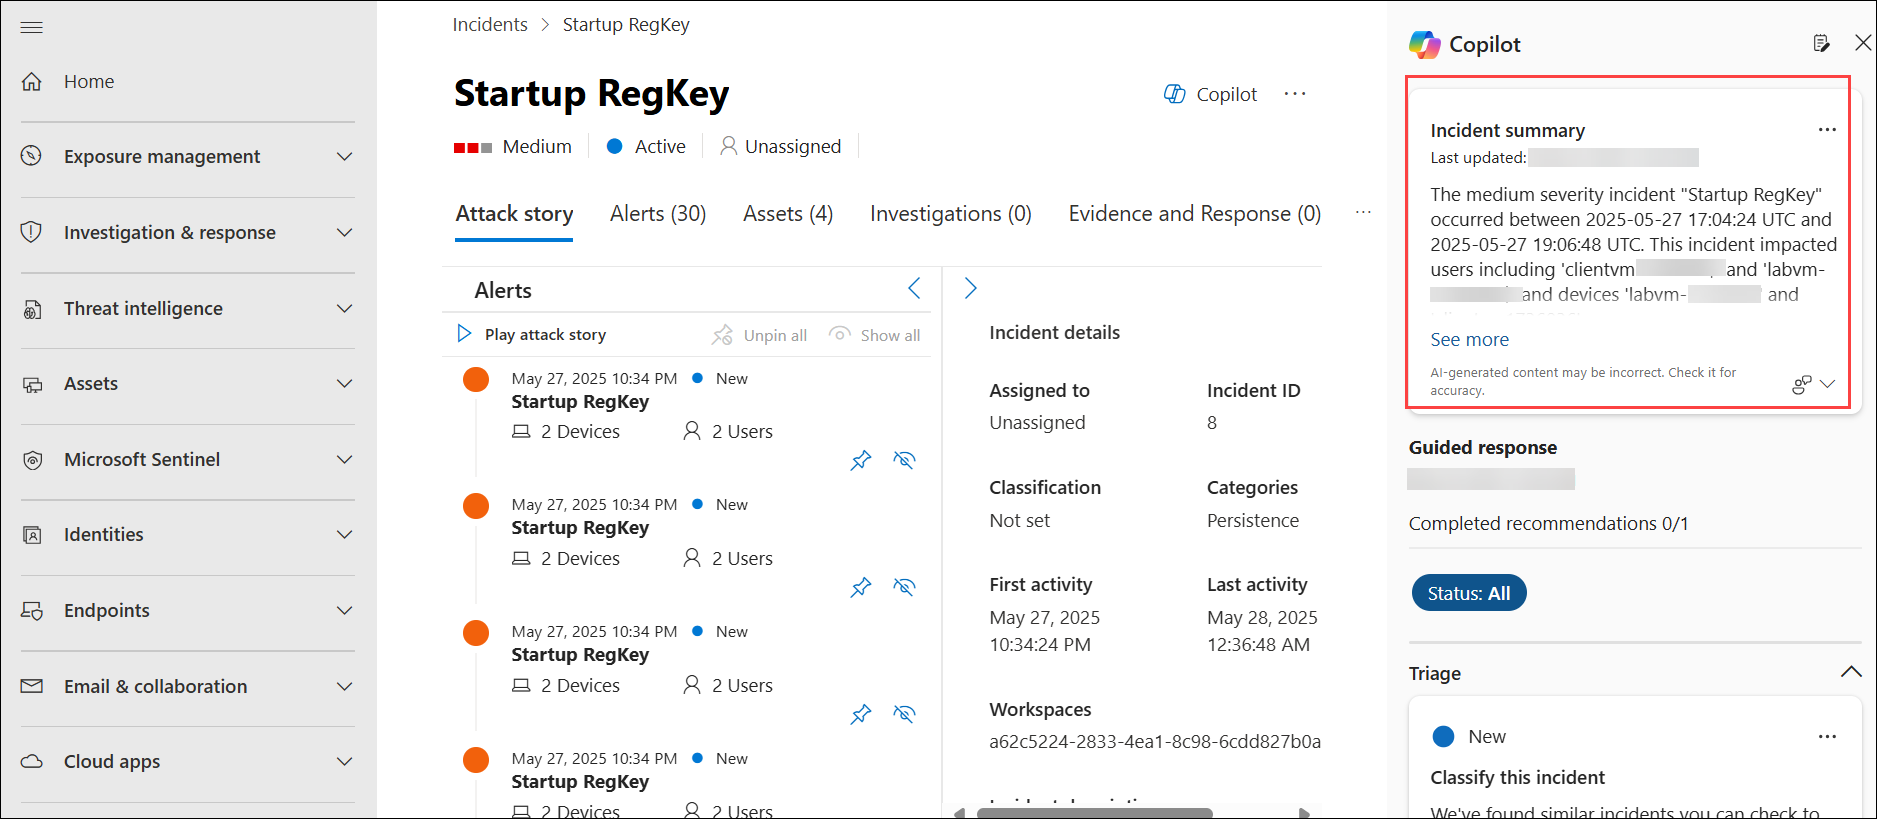 Home
Exposure management
Investigation & response
Threat intelligence
Assets
Microsoft Sentinel
Identities
Endpoints
Email & collaboration
Cloud apps
Incidents > Startup RegKey
Startup RegKey
Copilot ...
Medium Active Unassigned
Attack story Alerts (30) Assets (4) Investigations (0) Evidence and Response (0) ...
Alerts
Play attack story Unpin all Show all
May 27, 2025 10:34 PM New
Startup RegKey
2 Devices 2 Users
May 27, 2025 10:34 PM New
Startup RegKey
2 Devices 2 Users
May 27, 2025 10:34 PM New
Startup RegKey
2 Devices 2 Users
May 27, 2025 10:34 PM New
Startup RegKey
2 Devices 2 Users
Incident details
Assigned to
Unassigned
Incident ID
8
Classification
Not set
Categories
Persistence
First activity
May 27, 2025
10:34:24 PM
Last activity
May 28, 2025
12:36:48 AM
Workspaces
a62c5224-2833-4ea1-8c98-6cdd827b0a
Copilot
Incident summary ...
Last updated:
The medium severity incident "Startup RegKey"
occurred between 2025-05-27 17:04:24 UTC and
2025-05-27 19:06:48 UTC. This incident impacted
users including 'clientvm and 'labvm-
and devices 'labvm- ' and
See more
AI-generated content may be incorrect. Check it for
accuracy.
Guided response
Completed recommendations 0/1
Status: All
Triage
New ...
Classify this incident
We've found similar incidents you can check to